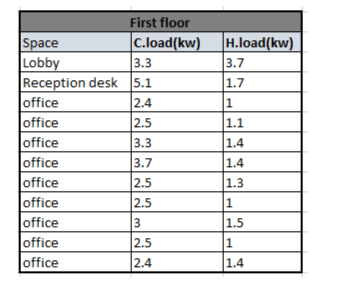 First floor
Space C.load(kw) H.load(kw)
Lobby 3.3 3.7
Reception desk 5.1 1.7
office 2.4 1
office 2.5 1.1
office 3.3 1.4
office 3.7 1.4
office 2.5 1.3
office 2.5 1
office 3 1.5
office 2.5 1
office 2.4 1.4